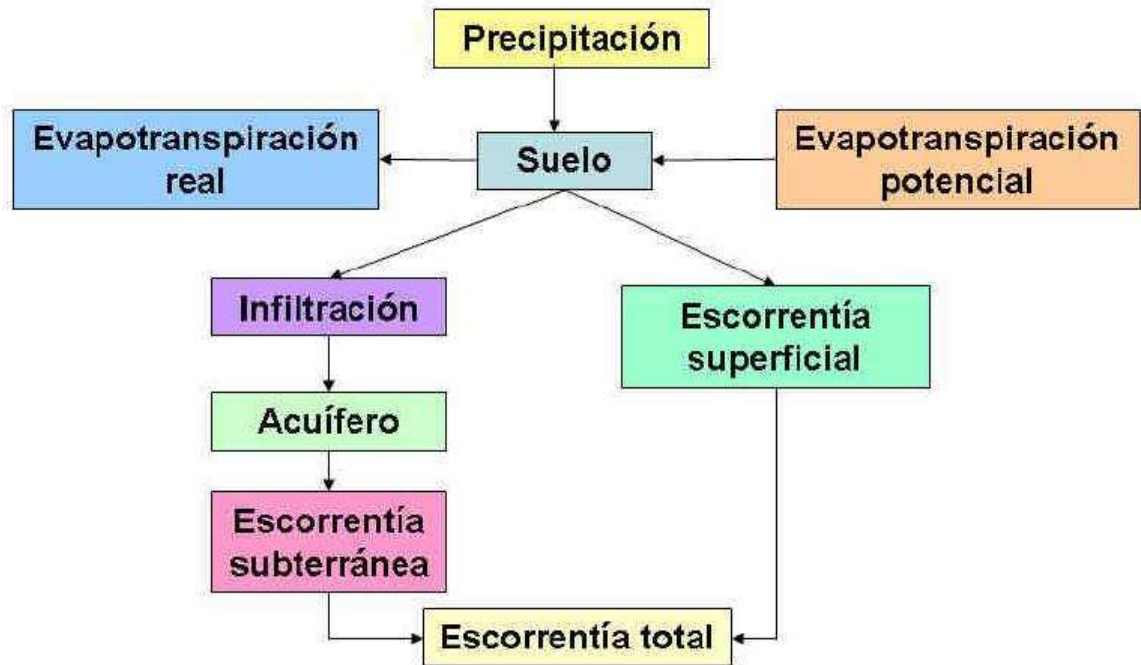 Precipitación
Evapotranspiración
real
Suelo
Evapotranspiración
potencial
Infiltración
Escorrentía
superficial
Acuífero
Escorrentía
subterránea
Escorrentía total